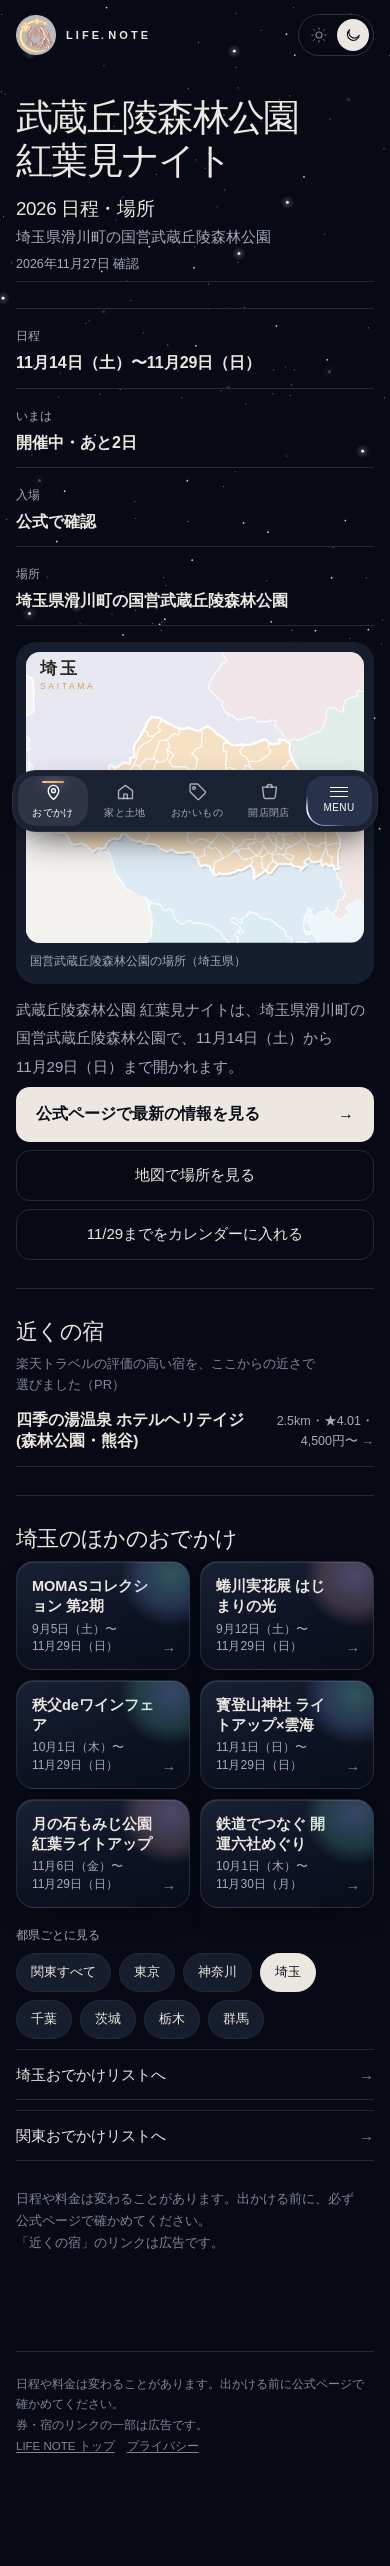 LIFE.NOTE
武蔵丘陵森林公園
紅葉見ナイト
2026 日程・場所
埼玉県滑川町の国営武蔵丘陵森林公園
2026年11月27日 確認
日程
11月14日（土）〜11月29日（日）
いまは
開催中・あと2日
入場
公式で確認
場所
埼玉県滑川町の国営武蔵丘陵森林公園
埼玉
SAITAMA
おでかけ
家と土地
おかいもの
開店閉店
MENU
国営武蔵丘陵森林公園の場所（埼玉県）
武蔵丘陵森林公園 紅葉見ナイトは、埼玉県滑川町の
国営武蔵丘陵森林公園で、11月14日（土）から
11月29日（日）まで開かれます。
公式ページで最新の情報を見る →
地図で場所を見る
11/29までをカレンダーに入れる
近くの宿
楽天トラベルの評価の高い宿を、ここからの近さで
選びました（PR）
四季の湯温泉 ホテルヘリテイジ
(森林公園・熊谷)
2.5km・★4.01・
4,500円〜 →
埼玉のほかのおでかけ
MOMASコレクシ
ョン 第2期
9月5日（土）〜
11月29日（日） →
蜷川実花展 はじ
まりの光
9月12日（土）〜
11月29日（日） →
秩父deワインフェ
ア
10月1日（木）〜
11月29日（日） →
寳登山神社 ライ
トアップ×雲海
11月1日（日）〜
11月29日（日） →
月の石もみじ公園
紅葉ライトアップ
11月6日（金）〜
11月29日（日） →
鉄道でつなぐ 開
運六社めぐり
10月1日（木）〜
11月30日（月） →
都県ごとに見る
関東すべて
東京
神奈川
埼玉
千葉
茨城
栃木
群馬
埼玉おでかけリストへ →
関東おでかけリストへ →
日程や料金は変わることがあります。出かける前に、必ず
公式ページで確かめてください。
「近くの宿」のリンクは広告です。
日程や料金は変わることがあります。出かける前に公式ページで
確かめてください。
券・宿のリンクの一部は広告です。
LIFE NOTE トップ プライバシー